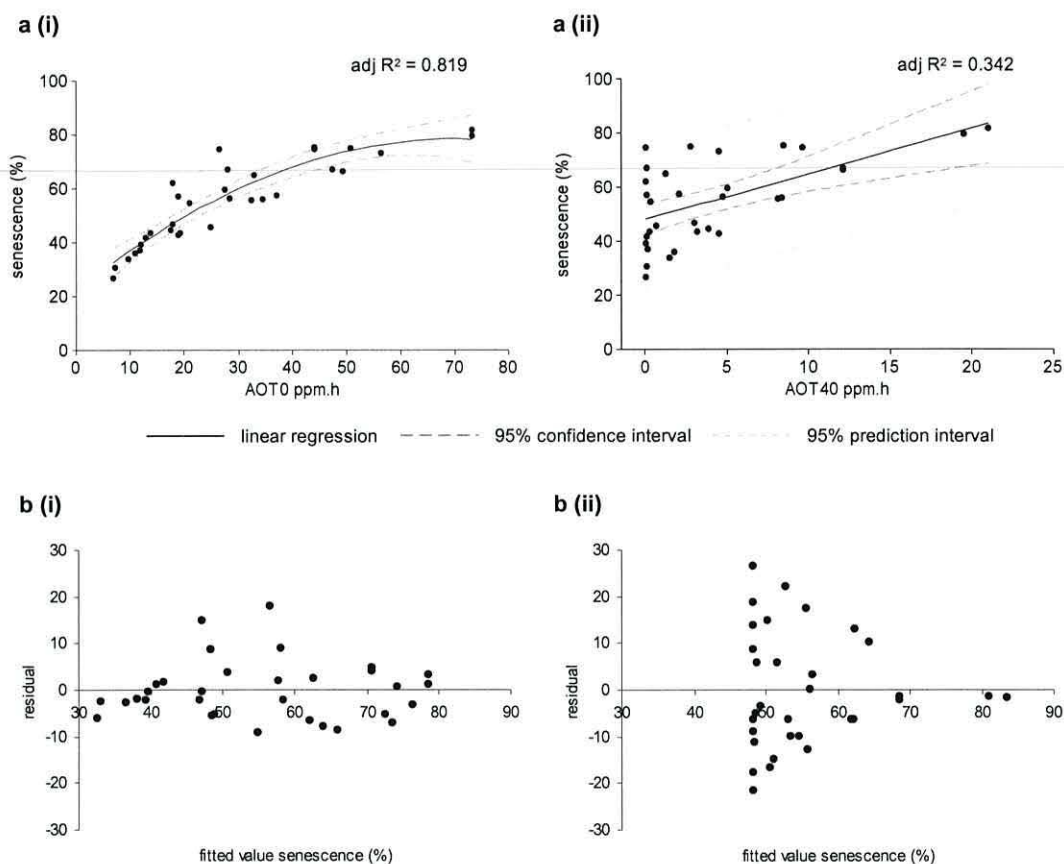 a (i)
adj R² = 0.819
100
80
60
40
20
0
senescence (%)
0 10 20 30 40 50 60 70 80
AOT0 ppm.h
a (ii)
adj R² = 0.342
100
80
60
40
20
0
senescence (%)
0 5 10 15 20 25
AOT40 ppm.h
linear regression 95% confidence interval 95% prediction interval
b (i)
30
20
10
0
-10
-20
-30
residual
30 40 50 60 70 80 90
fitted value senescence (%)
b (ii)
30
20
10
0
-10
-20
-30
residual
30 40 50 60 70 80 90
fitted value senescence (%)